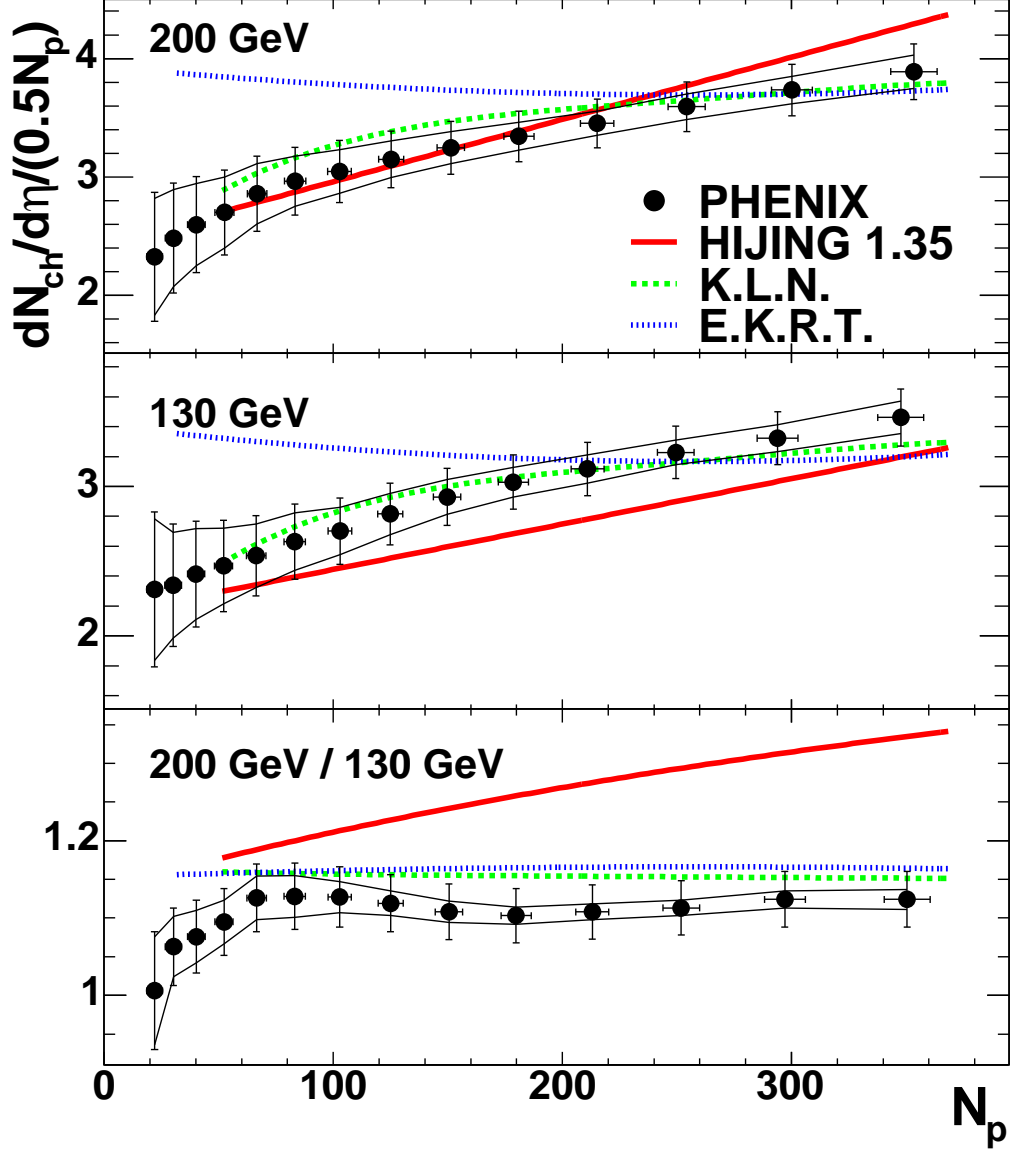 dN_ch/dη/(0.5N_p)
200 GeV
4
3
2
PHENIX
HIJING 1.35
K.L.N.
E.K.R.T.
130 GeV
3
2
200 GeV / 130 GeV
1.2
1
0 100 200 300
N_p